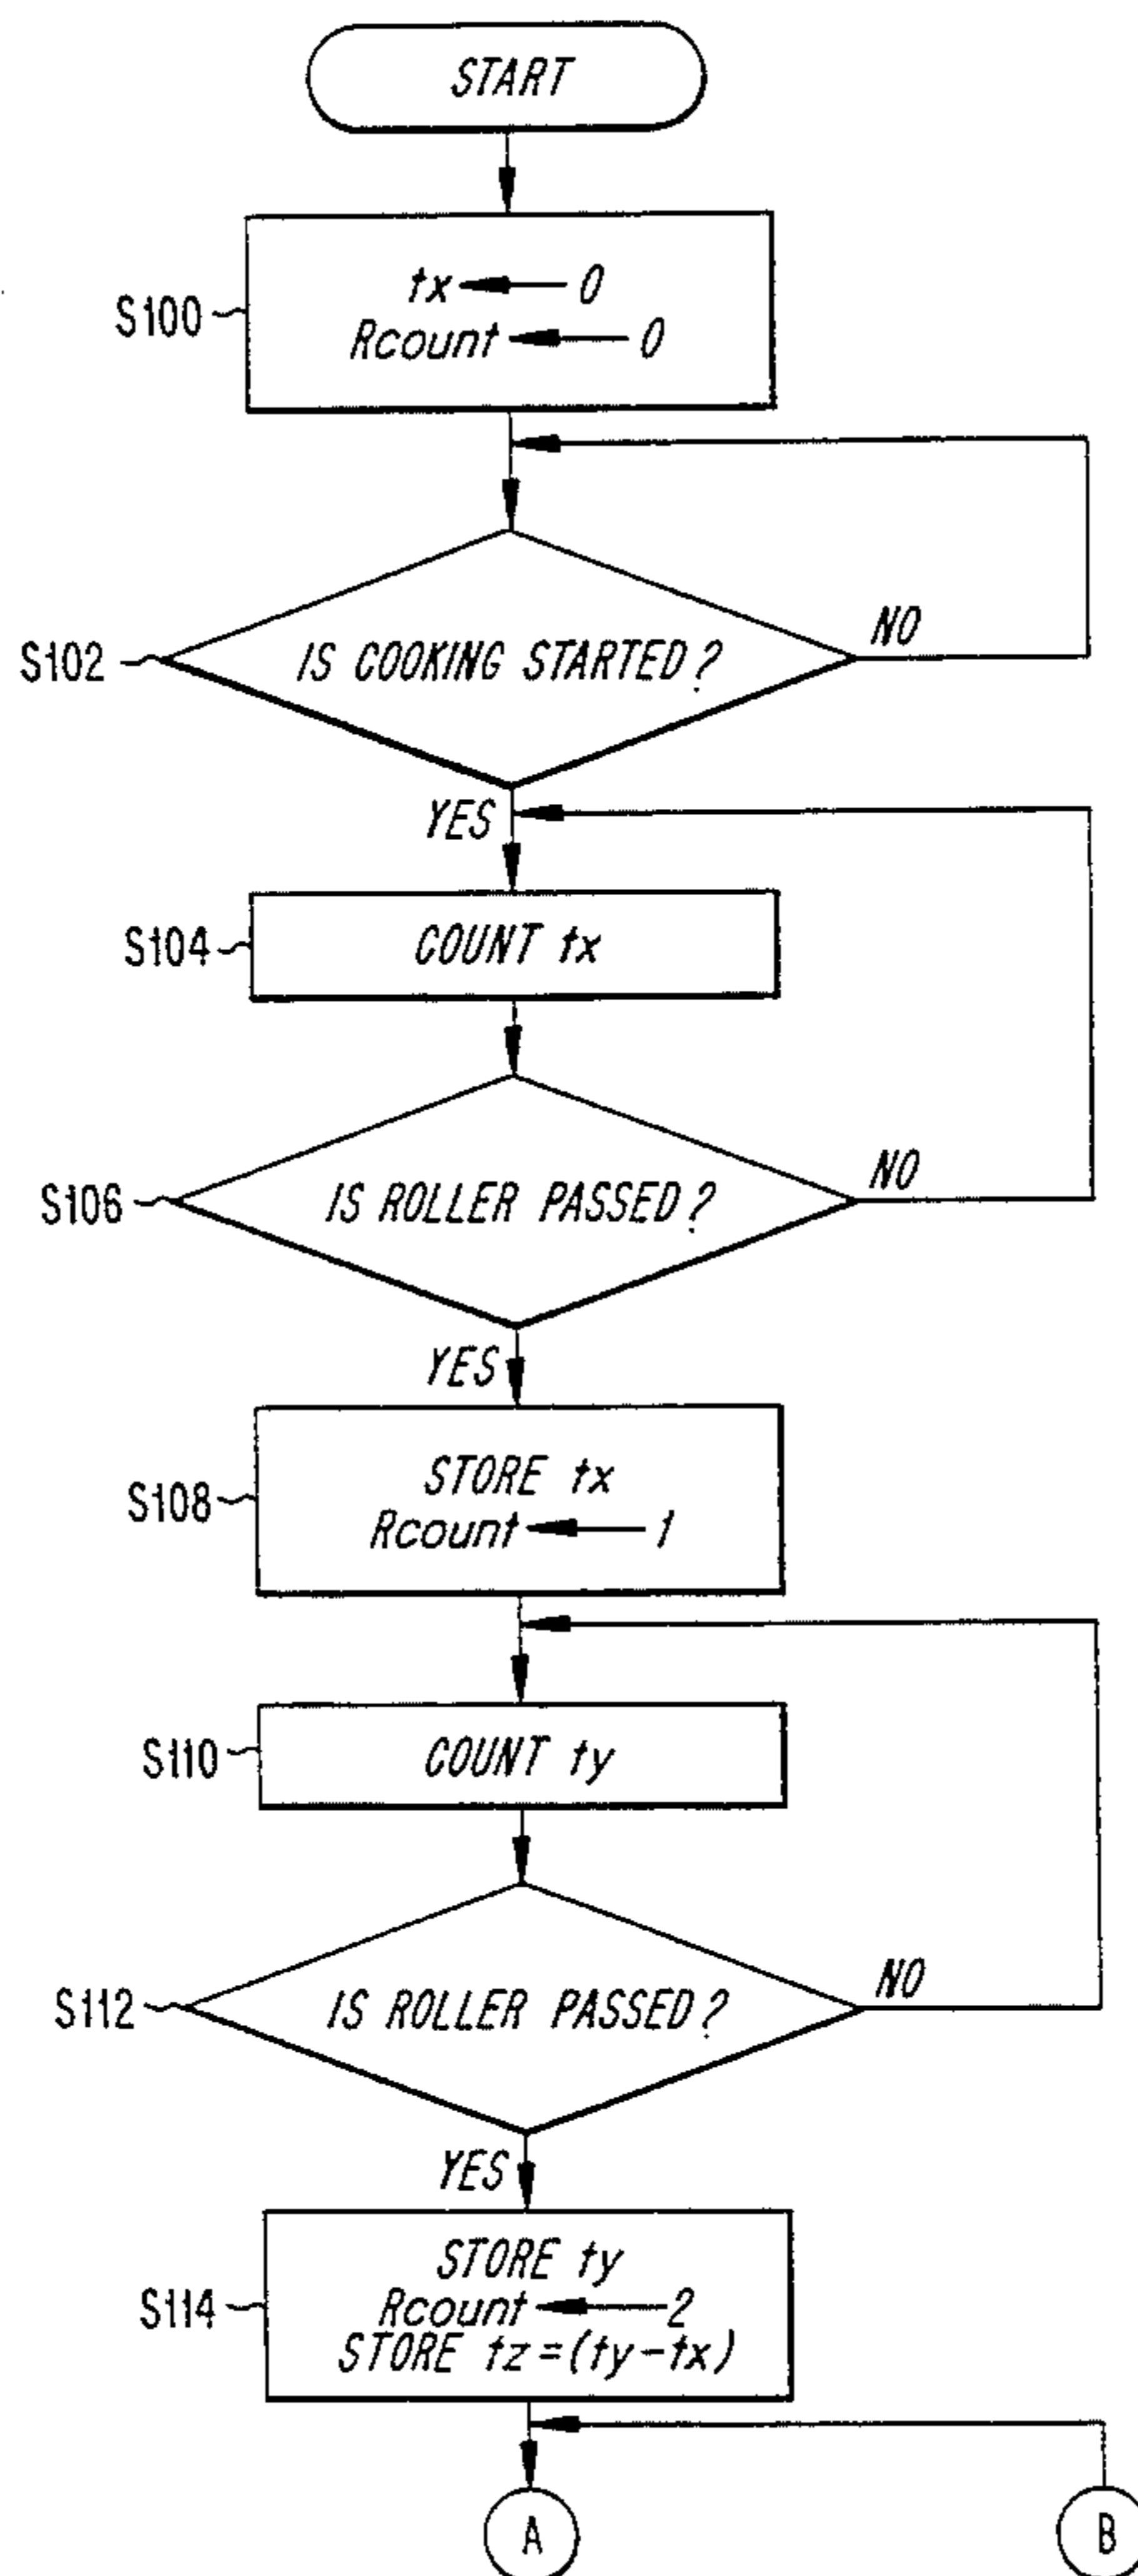 START
S100
tx ← 0
Rcount ← 0
S102
IS COOKING STARTED?
NO
YES
S104
COUNT tx
S106
IS ROLLER PASSED?
NO
YES
S108
STORE tx
Rcount ← 1
S110
COUNT ty
S112
IS ROLLER PASSED?
NO
YES
S114
STORE ty
Rcount ← 2
STORE tz=(ty-tx)
A
B